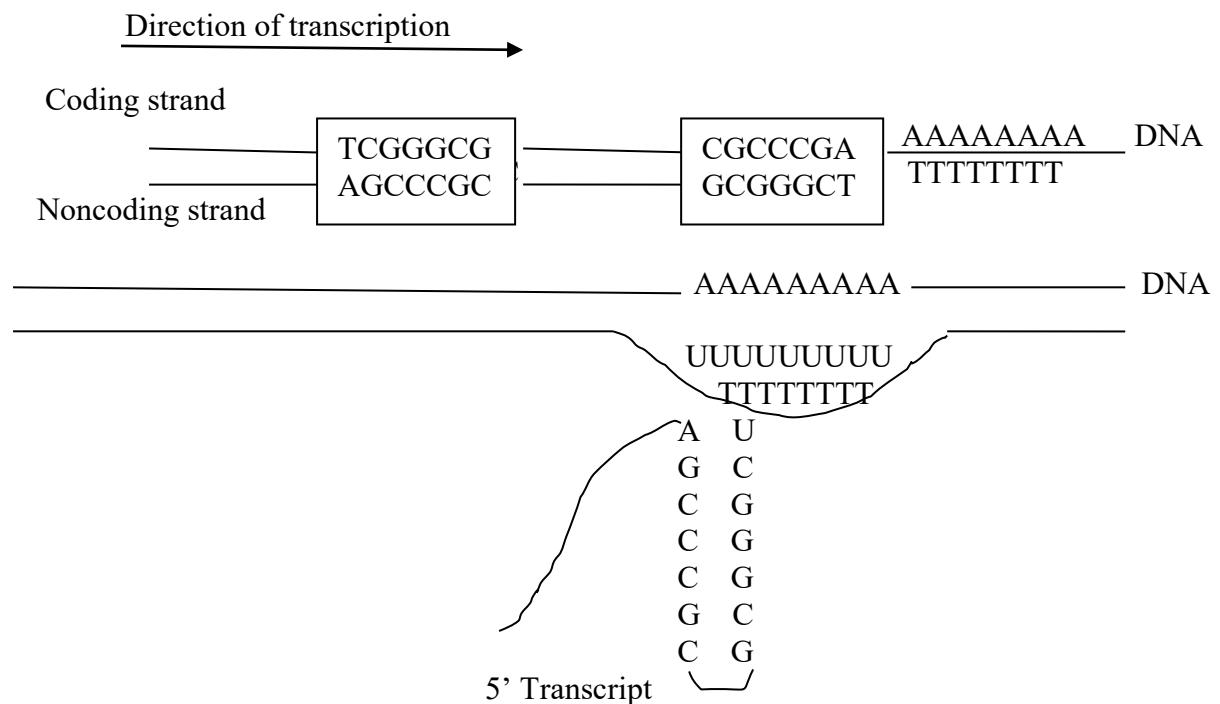 Direction of transcription
Coding strand
TCGGGCG CGCCCGA AAAAAAAA DNA
AGCCCGC GCGGGCT TTTTTTTT
Noncoding strand
AAAAAAAAA DNA
UUUUUUUUU
TTTTTTTT
A U
G C
C G
C G
C G
G C
C G
5’ Transcript